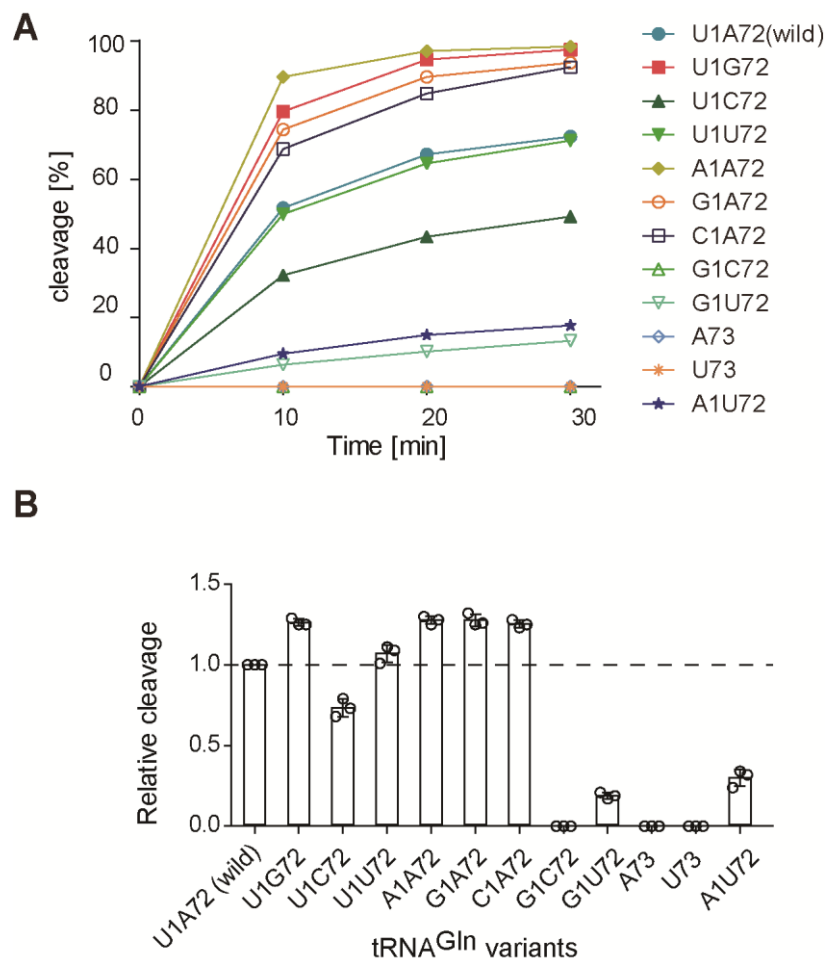 A
cleavage [%]
100
80
60
40
20
0
0
10
20
30
Time [min]
U1A72(wild)
U1G72
U1C72
U1U72
A1A72
G1A72
C1A72
G1C72
G1U72
A73
U73
A1U72
B
Relative cleavage
1.5
1.0
0.5
0.0
U1A72 (wild)
U1G72
U1C72
U1U72
A1A72
G1A72
C1A72
G1C72
G1U72
A73
U73
A1U72
tRNAGln variants